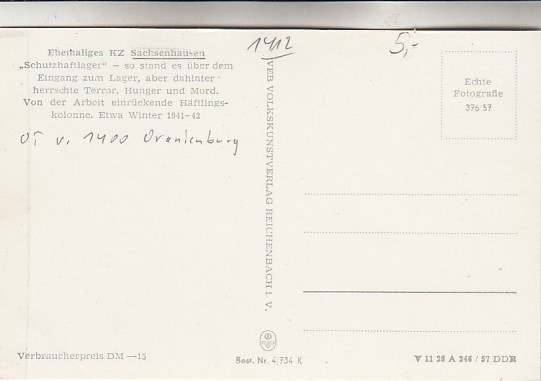 Ehemaliges KZ Sachsenhausen
„Schutzhaftlager“ — so stand es über dem
Eingang zum Lager, aber dahinter
herrschte Terror, Hunger und Mord.
Von der Arbeit einrückende Häftlings-
kolonne. Etwa Winter 1941-42
OT v. 1400 Oranienburg
1412
5,-
VEB VOLKSKUNSTVERLAG REICHENBACH I. V.
Echte
Fotografie
376 57
Verbraucherpreis DM —15
Best. Nr. 4/734 K
V 11 28 A 246 / 57 DDR